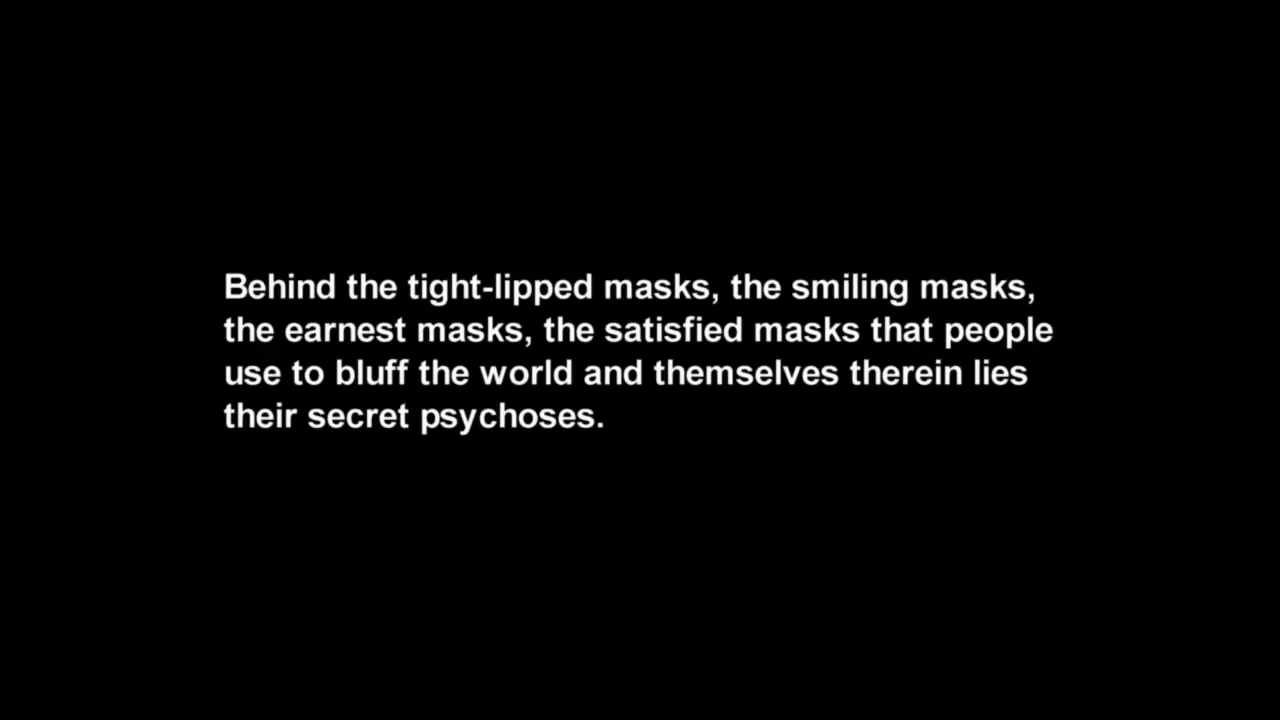 Behind the tight-lipped masks, the smiling masks,
the earnest masks, the satisfied masks that people
use to bluff the world and themselves therein lies
their secret psychoses.